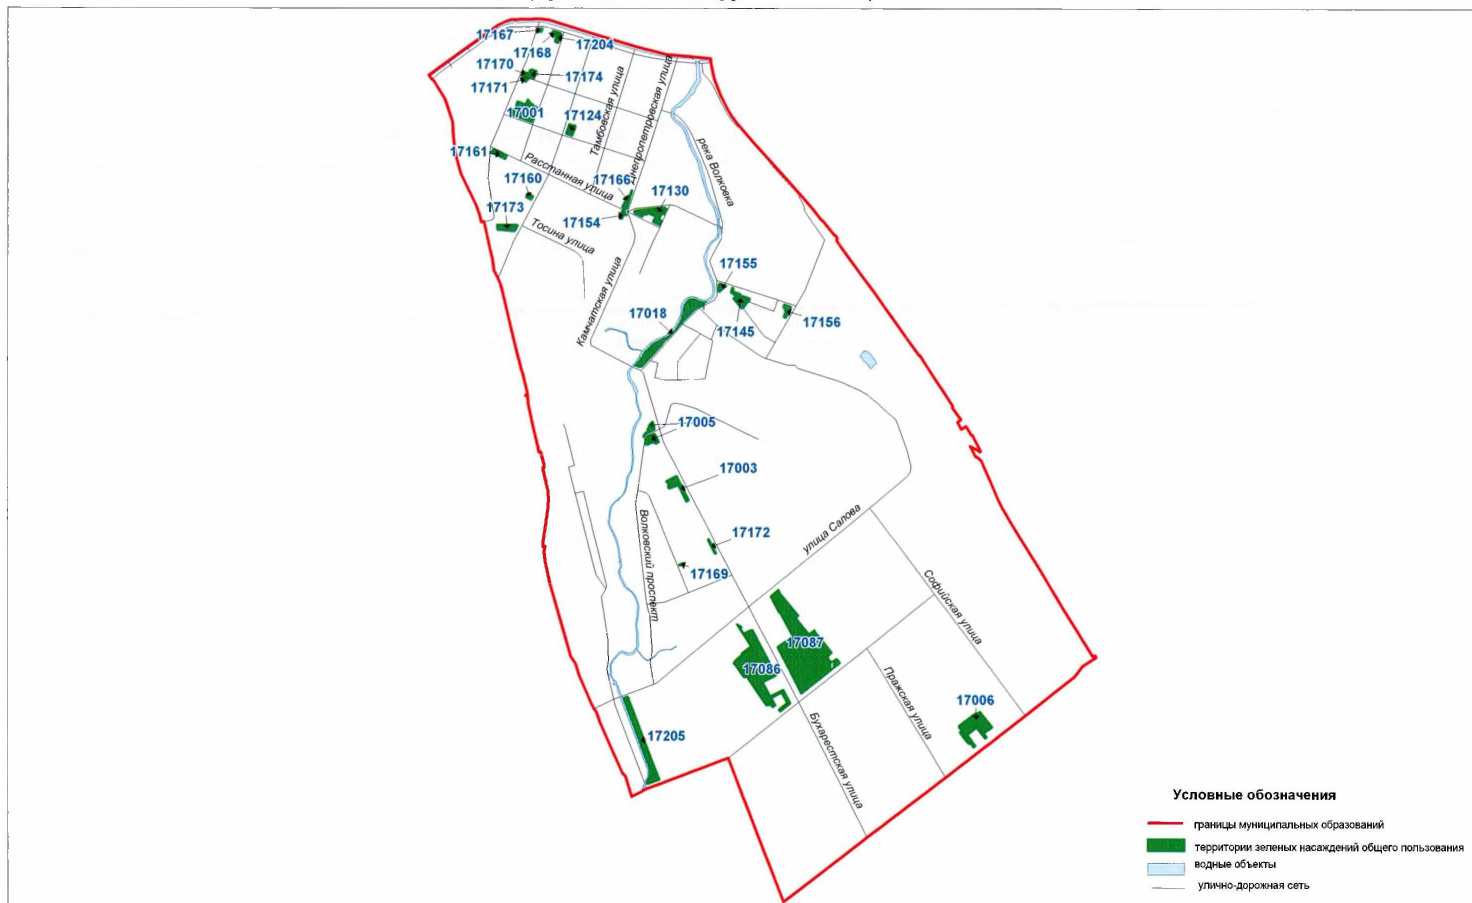 17167
17168
17204
17170
17174
17171
17001
17124
Тамбовская улица
Днепропетровская улица
река Волковка
17161
Расстанная улица
17160
17166
17130
17173
17154
Тосина улица
Камчатская улица
17155
17018
17145
17156
17005
17003
17172
17169
Волковский проспект
улица Салова
Софийская улица
17087
17086
Пражская улица
17006
Бухарестская улица
17205
Условные обозначения
границы муниципальных образований
территории зеленых насаждений общего пользования
водные объекты
улично-дорожная сеть